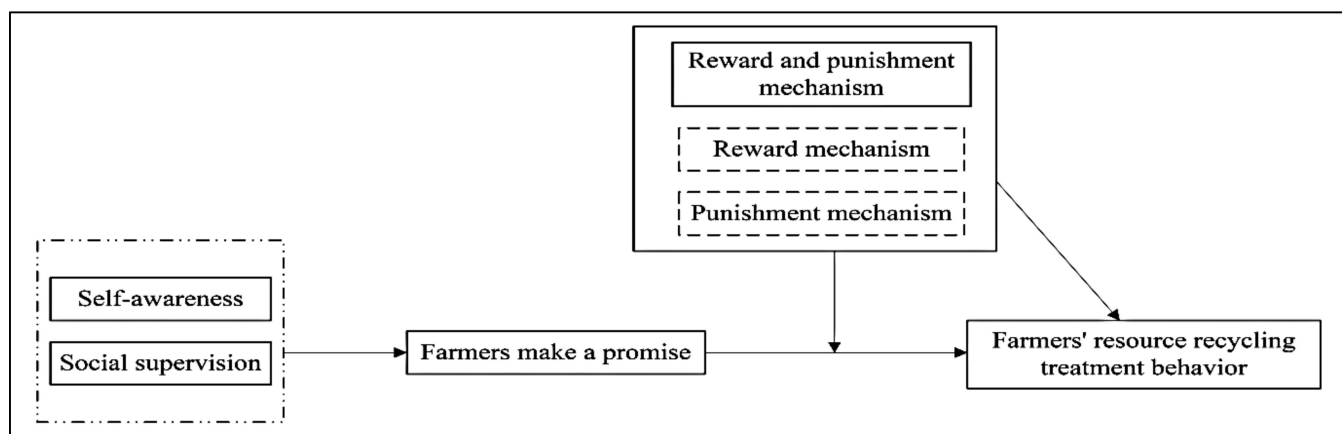 Reward and punishment
mechanism
Reward mechanism
Punishment mechanism
Self-awareness
Social supervision
Farmers make a promise
Farmers' resource recycling
treatment behavior